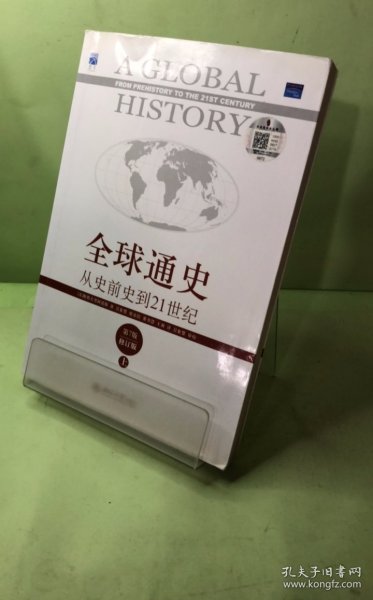 A GLOBAL
FROM PREHISTORY TO THE 21ST CENTURY
HISTORY
全球通史
从史前史到21世纪
第7版
修订版
上
孔夫子旧书网
www.kongfz.com